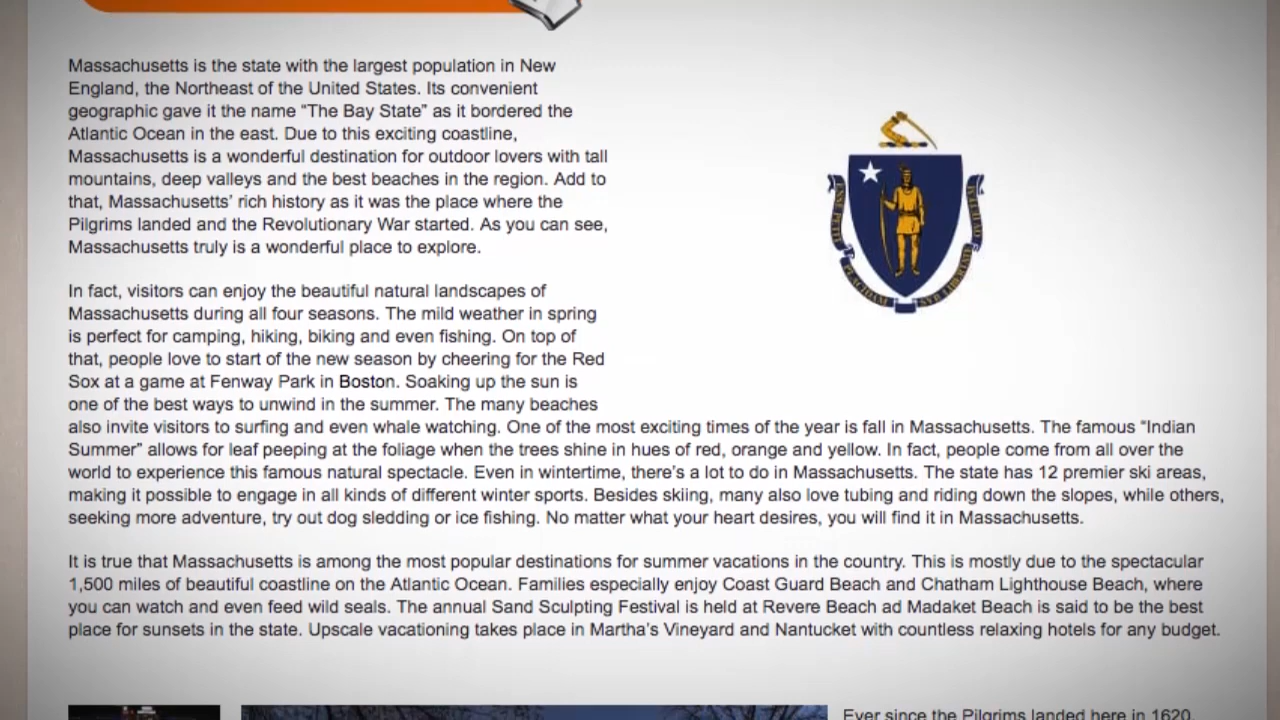 Massachusetts is the state with the largest population in New
England, the Northeast of the United States. Its convenient
geographic gave it the name “The Bay State” as it bordered the
Atlantic Ocean in the east. Due to this exciting coastline,
Massachusetts is a wonderful destination for outdoor lovers with tall
mountains, deep valleys and the best beaches in the region. Add to
that, Massachusetts’ rich history as it was the place where the
Pilgrims landed and the Revolutionary War started. As you can see,
Massachusetts truly is a wonderful place to explore.
In fact, visitors can enjoy the beautiful natural landscapes of
Massachusetts during all four seasons. The mild weather in spring
is perfect for camping, hiking, biking and even fishing. On top of
that, people love to start of the new season by cheering for the Red
Sox at a game at Fenway Park in Boston. Soaking up the sun is
one of the best ways to unwind in the summer. The many beaches
also invite visitors to surfing and even whale watching. One of the most exciting times of the year is fall in Massachusetts. The famous “Indian
Summer” allows for leaf peeping at the foliage when the trees shine in hues of red, orange and yellow. In fact, people come from all over the
world to experience this famous natural spectacle. Even in wintertime, there’s a lot to do in Massachusetts. The state has 12 premier ski areas,
making it possible to engage in all kinds of different winter sports. Besides skiing, many also love tubing and riding down the slopes, while others,
seeking more adventure, try out dog sledding or ice fishing. No matter what your heart desires, you will find it in Massachusetts.
It is true that Massachusetts is among the most popular destinations for summer vacations in the country. This is mostly due to the spectacular
1,500 miles of beautiful coastline on the Atlantic Ocean. Families especially enjoy Coast Guard Beach and Chatham Lighthouse Beach, where
you can watch and even feed wild seals. The annual Sand Sculpting Festival is held at Revere Beach ad Madaket Beach is said to be the best
place for sunsets in the state. Upscale vacationing takes place in Martha’s Vineyard and Nantucket with countless relaxing hotels for any budget.
Ever since the Pilgrims landed here in 1620,